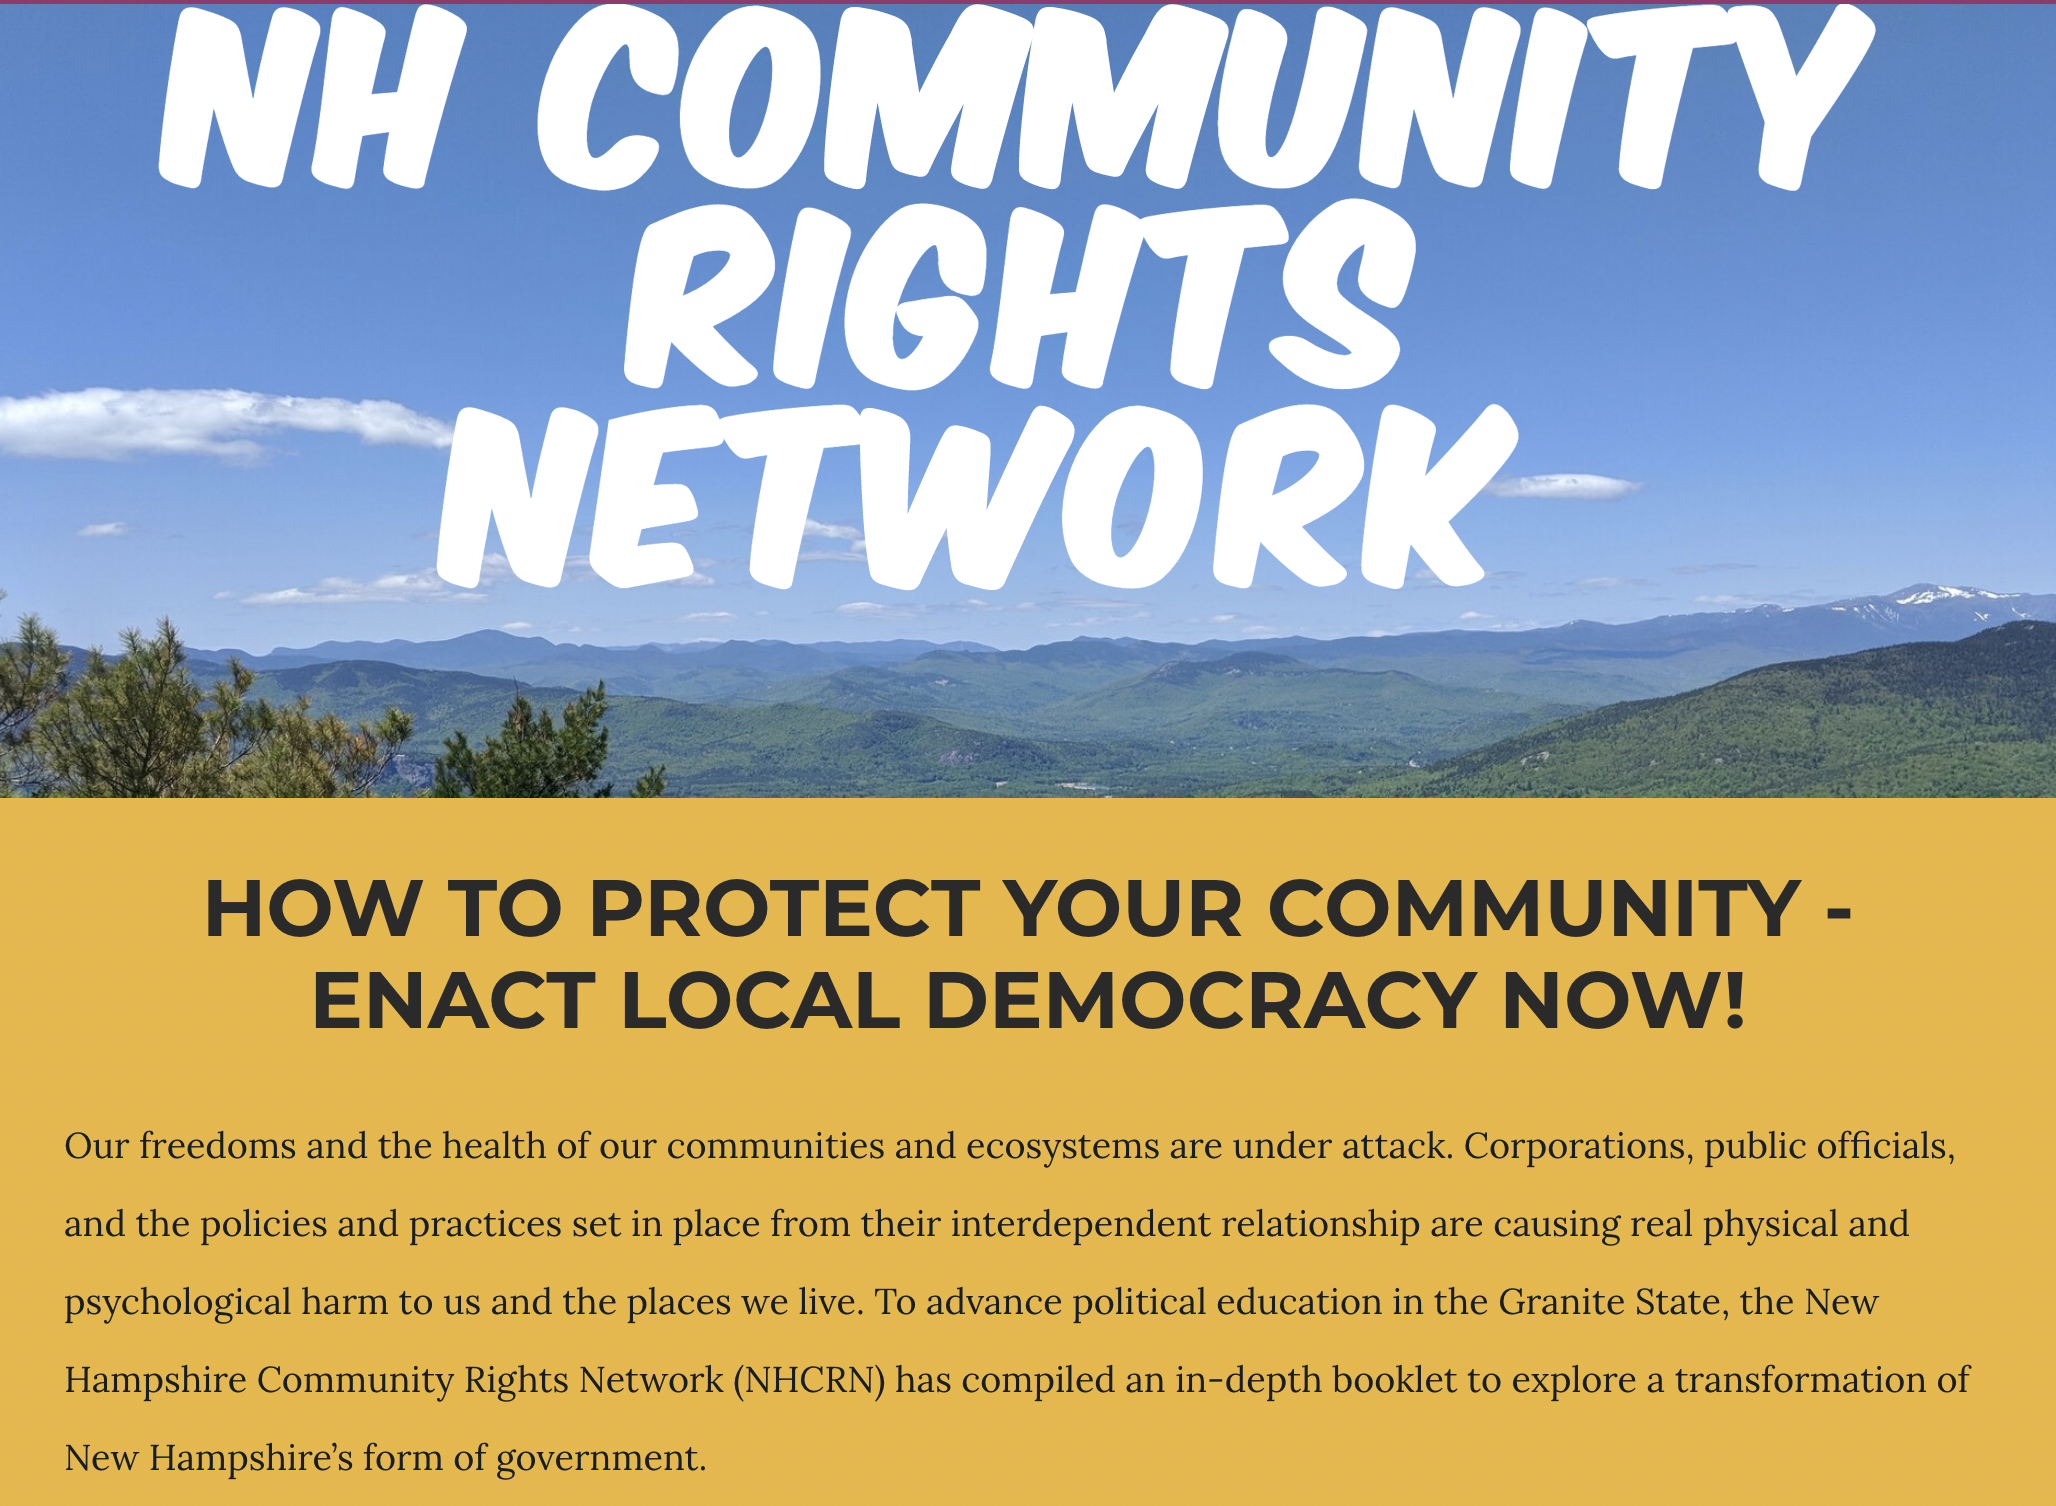 NH COMMUNITY
RIGHTS
NETWORK
HOW TO PROTECT YOUR COMMUNITY -
ENACT LOCAL DEMOCRACY NOW!
Our freedoms and the health of our communities and ecosystems are under attack. Corporations, public officials,
and the policies and practices set in place from their interdependent relationship are causing real physical and
psychological harm to us and the places we live. To advance political education in the Granite State, the New
Hampshire Community Rights Network (NHCRN) has compiled an in-depth booklet to explore a transformation of
New Hampshire’s form of government.